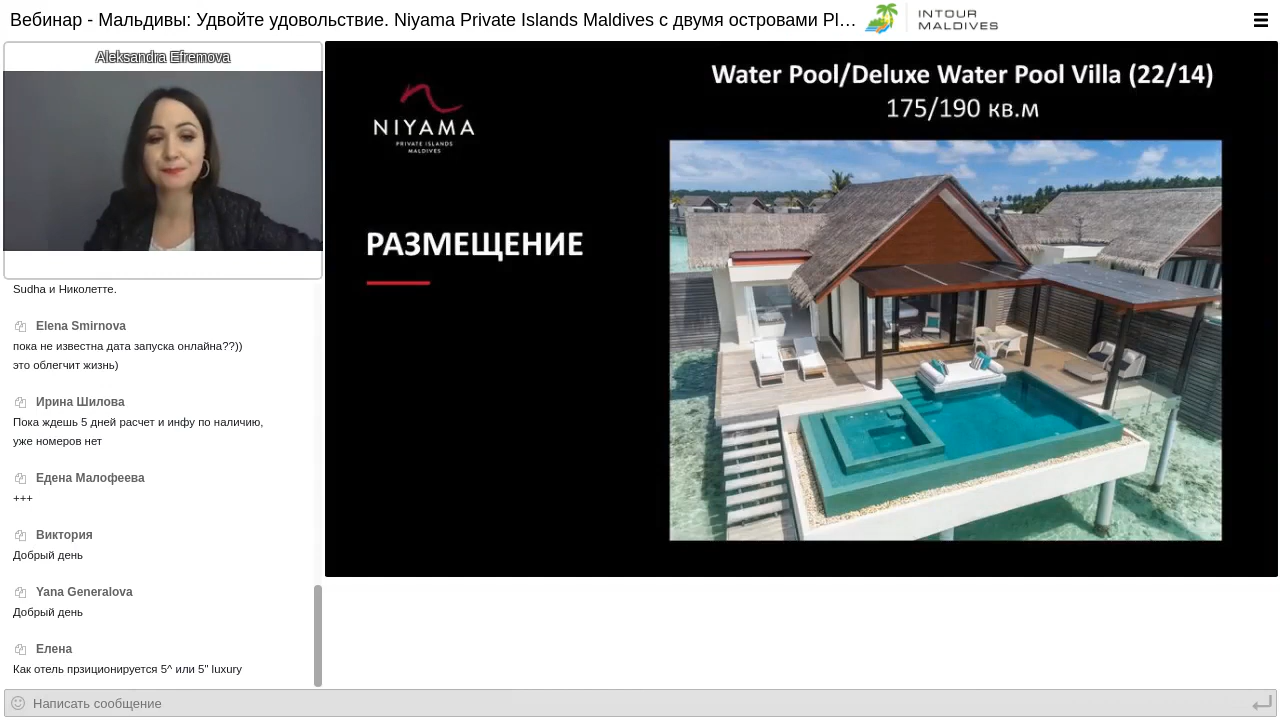 Вебинар - Мальдивы: Удвойте удовольствие. Niyama Private Islands Maldives с двумя островами Pl…
INTOUR
MALDIVES
Aleksandra Efremova
Sudha и Николетте.
Elena Smirnova
пока не известна дата запуска онлайна??))
это облегчит жизнь)
Ирина Шилова
Пока ждешь 5 дней расчет и инфу по наличию,
уже номеров нет
Едена Малофеева
+++
Виктория
Добрый день
Yana Generalova
Добрый день
Елена
Как отель прзиционируется 5^ или 5" luxury
Написать сообщение
NIYAMA
PRIVATE ISLANDS
MALDIVES
РАЗМЕЩЕНИЕ
Water Pool/Deluxe Water Pool Villa (22/14)
175/190 кв.м